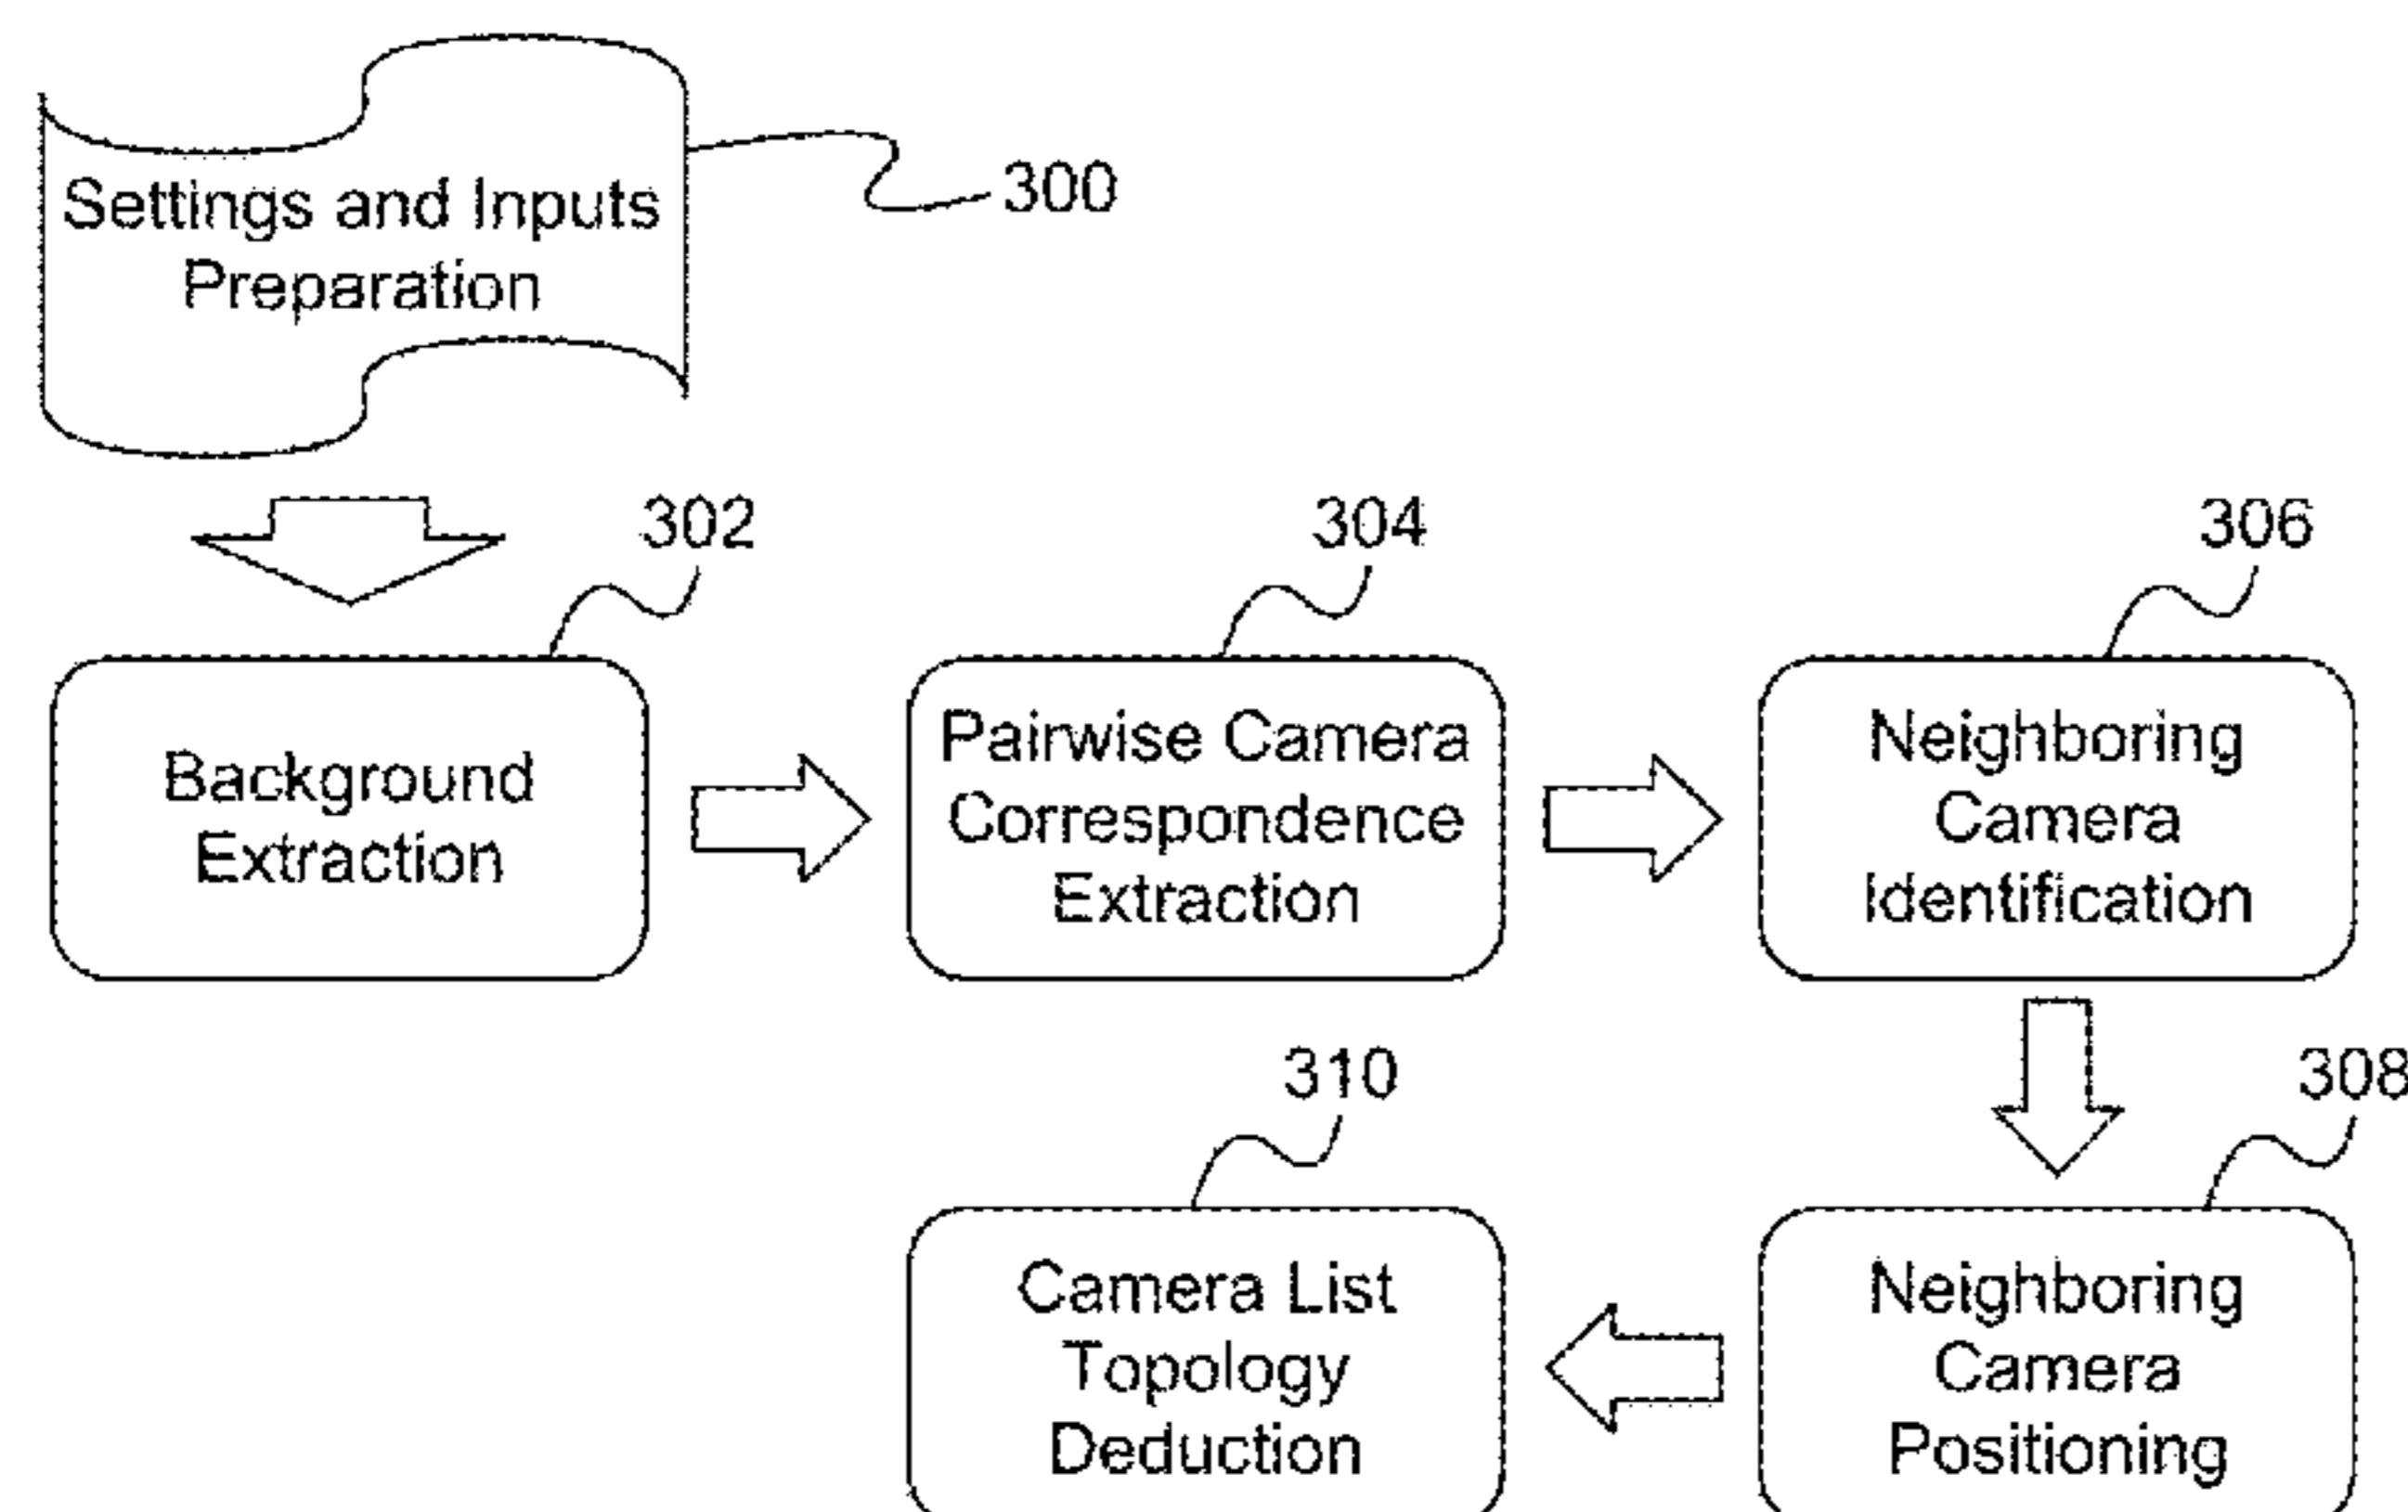 Settings and Inputs
Preparation
300
302
Background
Extraction
304
Pairwise Camera
Correspondence
Extraction
306
Neighboring
Camera
Identification
308
Neighboring
Camera
Positioning
310
Camera List
Topology
Deduction